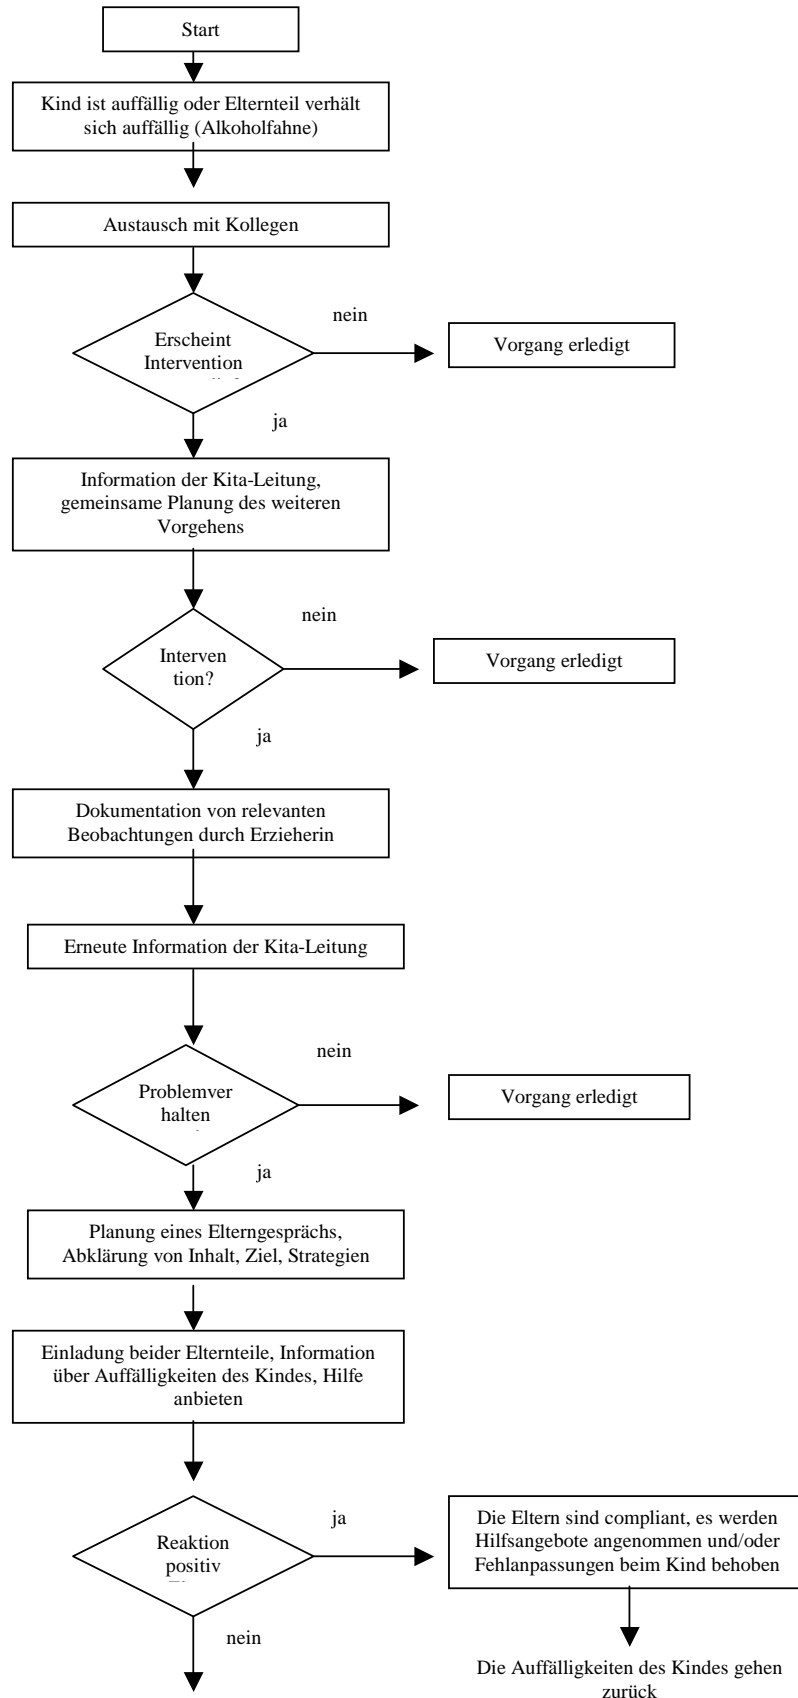 Start
Kind ist auffällig oder Elternteil verhält
sich auffällig (Alkoholfahne)
Austausch mit Kollegen
nein
Erscheint
Intervention
Vorgang erledigt
ja
Information der Kita-Leitung,
gemeinsame Planung des weiteren
Vorgehens
nein
Interven
tion?
Vorgang erledigt
ja
Dokumentation von relevanten
Beobachtungen durch Erzieherin
Erneute Information der Kita-Leitung
nein
Problemver
halten
Vorgang erledigt
ja
Planung eines Elterngesprächs,
Abklärung von Inhalt, Ziel, Strategien
Einladung beider Elternteile, Information
über Auffälligkeiten des Kindes, Hilfe
anbieten
ja
Reaktion
positiv
Die Eltern sind compliant, es werden
Hilfsangebote angenommen und/oder
Fehlanpassungen beim Kind behoben
nein
Die Auffälligkeiten des Kindes gehen
zurück